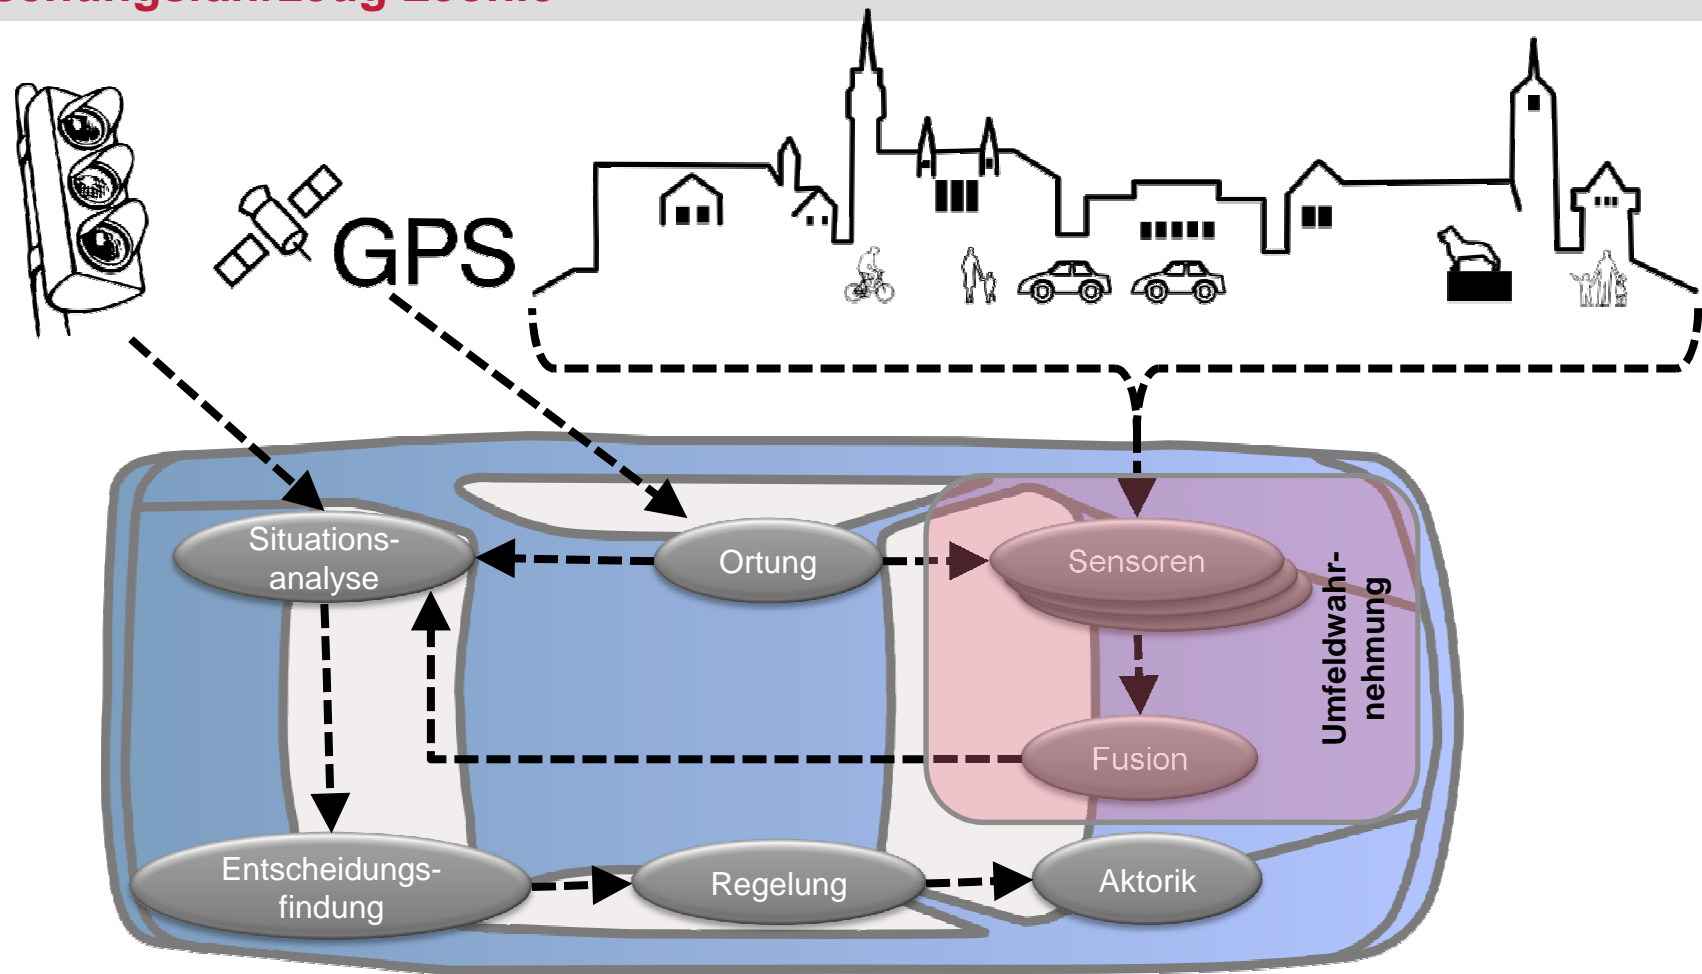 GPS
Situations-
analyse
Ortung
Sensoren
Umfeldwahr-
nehmung
Fusion
Entscheidungs-
findung
Regelung
Aktorik